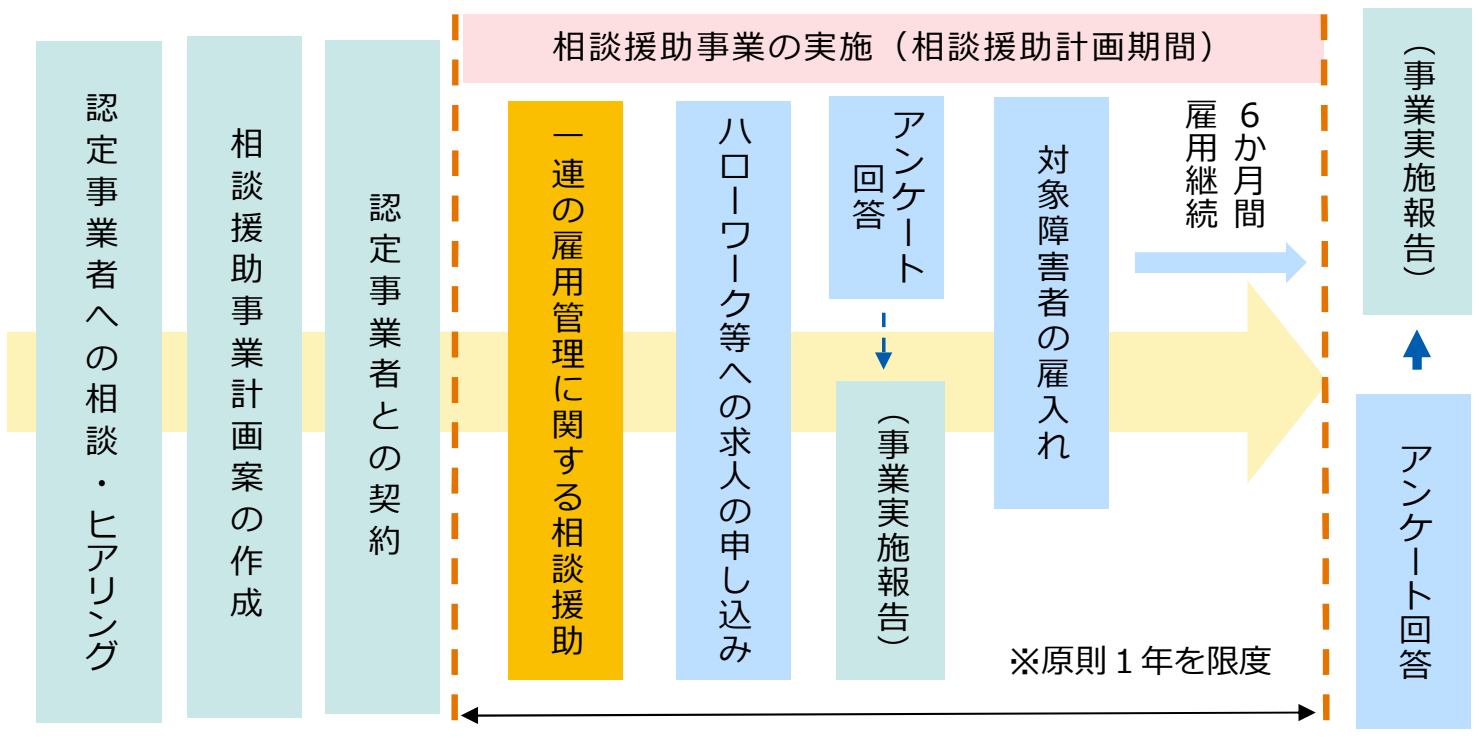 認定事業者への相談・ヒアリング
相談援助事業計画案の作成
認定事業者との契約
相談援助事業の実施（相談援助計画期間）
一連の雇用管理に関する相談援助
ハローワーク等への求人の申し込み
アンケート
回答
（事業実施報告）
対象障害者の雇入れ
６か月間
雇用継続
※原則１年を限度
（事業実施報告）
アンケート回答